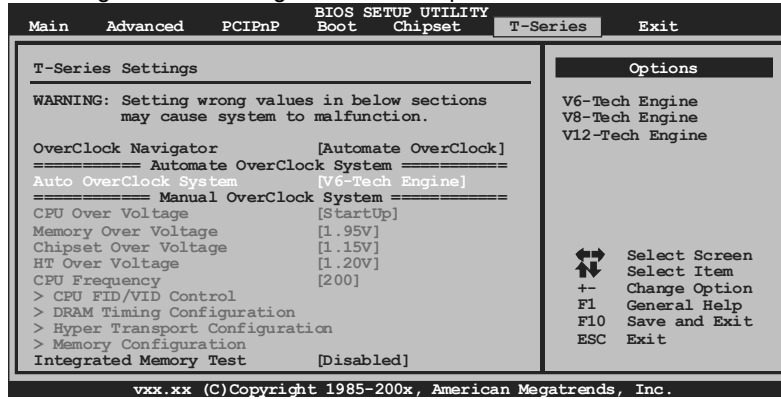 BIOS SETUP UTILITY
Main Advanced PCIPnP Boot Chipset T-Series Exit
T-Series Settings
WARNING: Setting wrong values in below sections
may cause system to malfunction.
OverClock Navigator [Automate OverClock]
=========== Automate OverClock System ===========
Auto OverClock System [V6-Tech Engine]
============ Manual OverClock System ============
CPU Over Voltage [StartUp]
Memory Over Voltage [1.95V]
Chipset Over Voltage [1.15V]
HT Over Voltage [1.20V]
CPU Frequency [200]
> CPU FID/VID Control
> DRAM Timing Configuration
> Hyper Transport Configuration
> Memory Configuration
Integrated Memory Test [Disabled]
Options
V6-Tech Engine
V8-Tech Engine
V12-Tech Engine
Select Screen
Select Item
+- Change Option
F1 General Help
F10 Save and Exit
ESC Exit
vxx.xx (C)Copyright 1985-200x, American Megatrends, Inc.